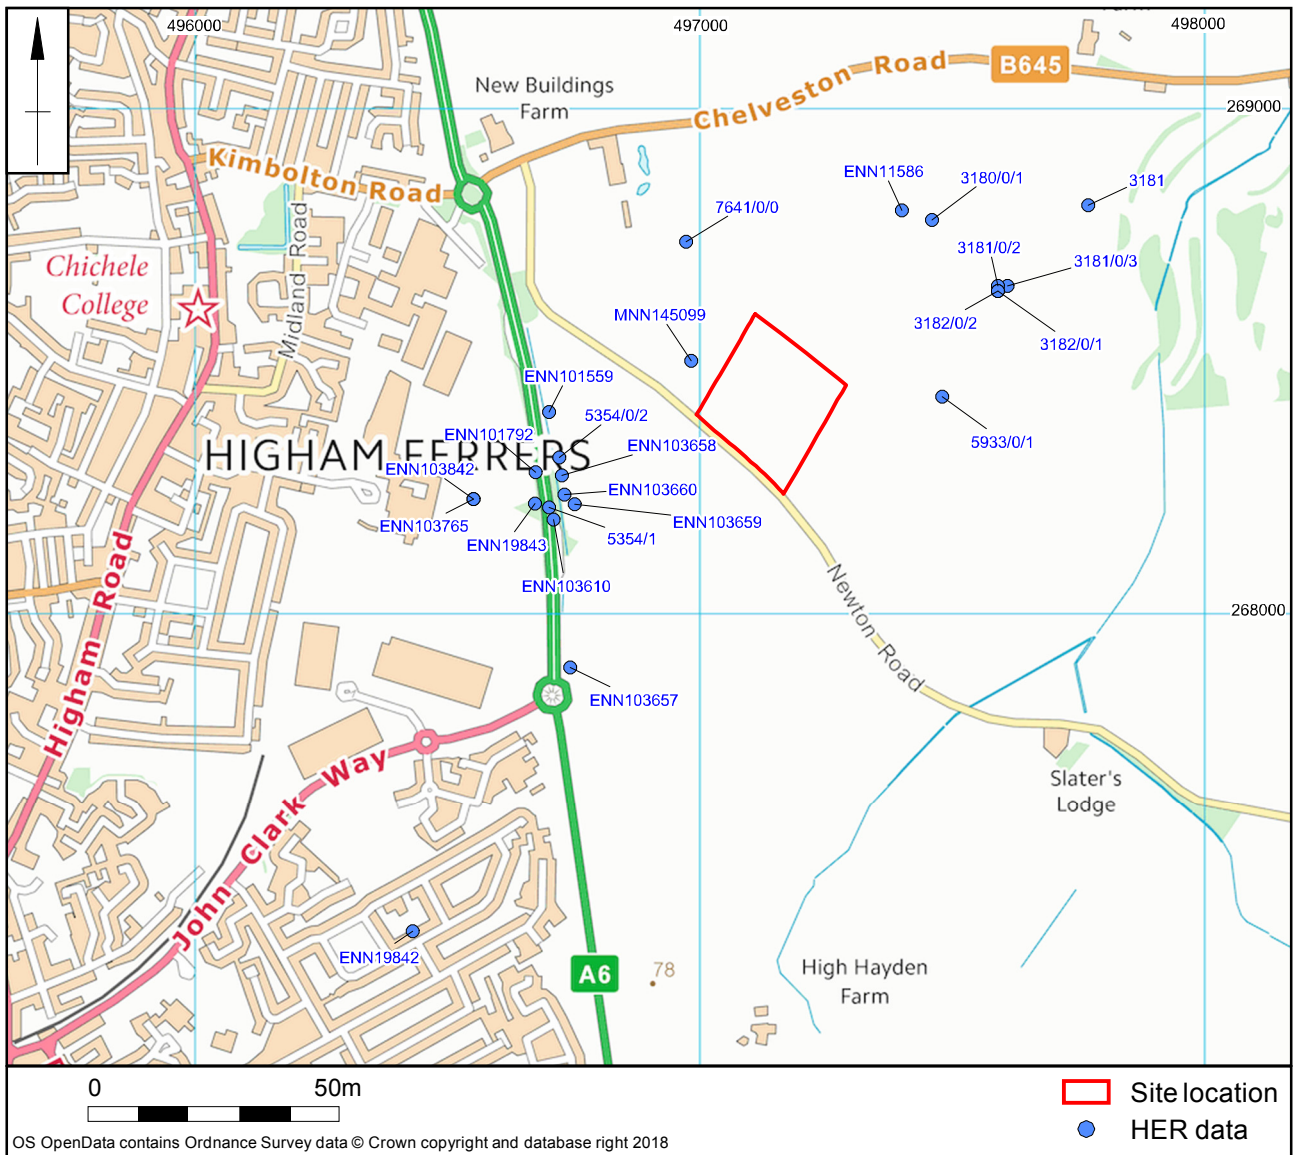 496000
497000
498000
New Buildings
Farm
Chelveston Road
B645
269000
Kimbolton Road
ENN11586
3180/0/1
3181
7641/0/0
Midland Road
Chichele
College
3181/0/2
3181/0/3
3182/0/2
3182/0/1
MNN145099
ENN101559
5354/0/2
ENN101792
ENN103658
5933/0/1
HIGHAM FERRERS
ENN103842
ENN103660
ENN103765
ENN103659
ENN19843
5354/1
ENN103610
268000
Higham Road
Newton Road
ENN103657
John Clark Way
Slater's
Lodge
ENN19842
A6
78
High Hayden
Farm
0 50m
Site location
HER data
OS OpenData contains Ordnance Survey data © Crown copyright and database right 2018